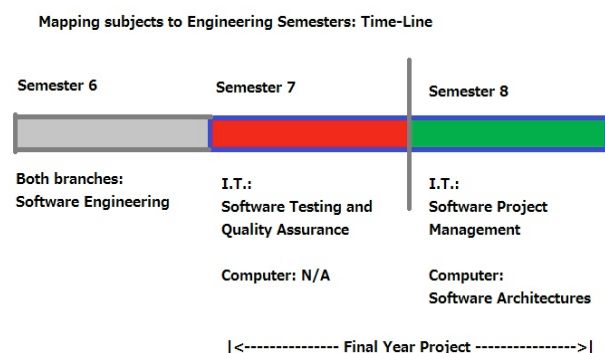 Mapping subjects to Engineering Semesters: Time-Line
Semester 6
Semester 7
Semester 8
Both branches:
Software Engineering
I.T.:
Software Testing and
Quality Assurance
Computer: N/A
I.T.:
Software Project
Management
Computer:
Software Architectures
|<--------------- Final Year Project --------------->|